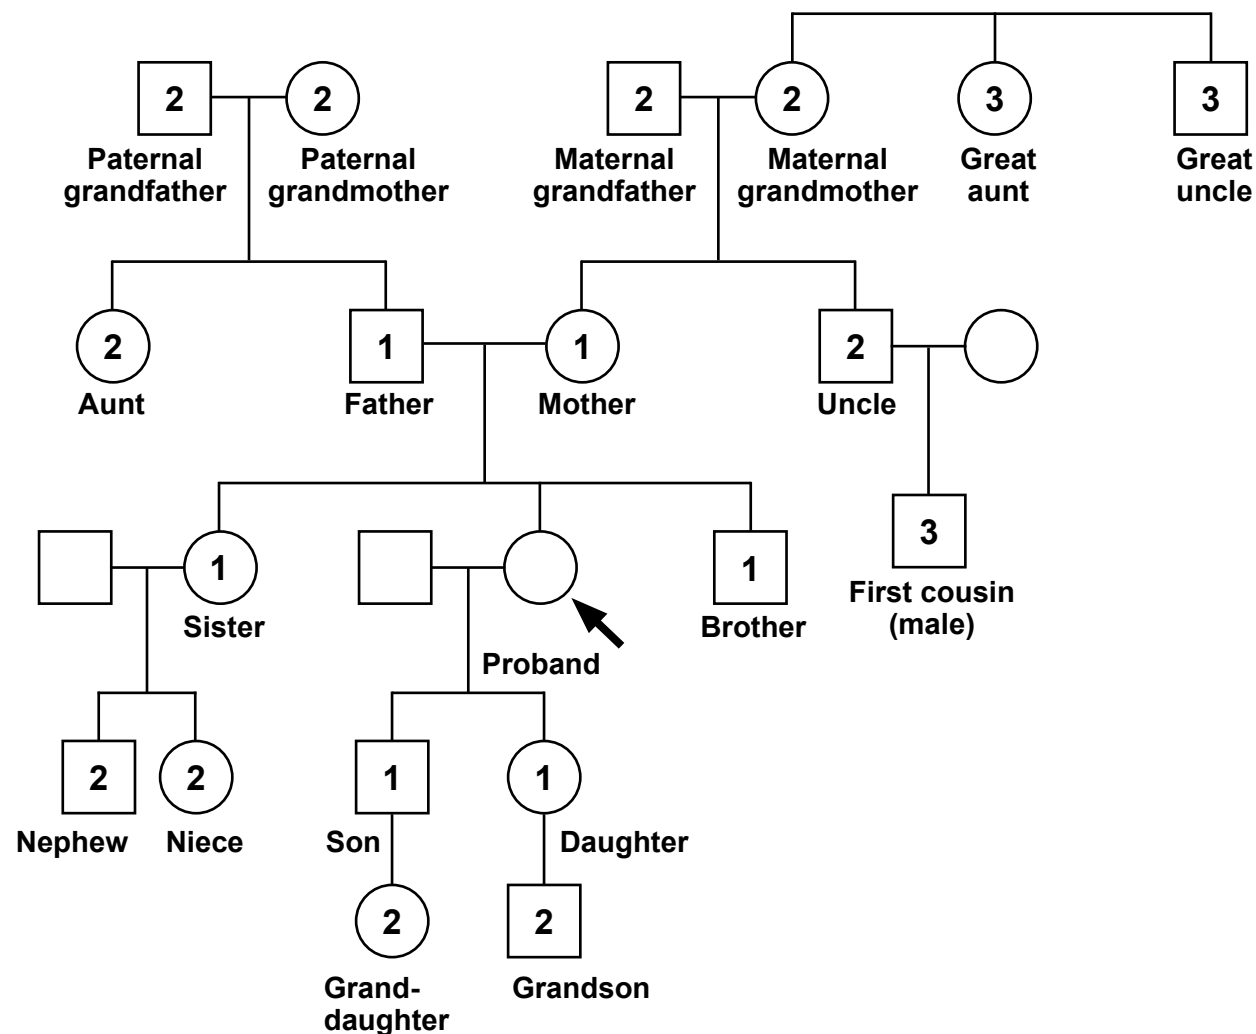 2
2
2
2
3
3
Paternal
grandfather
Paternal
grandmother
Maternal
grandfather
Maternal
grandmother
Great
aunt
Great
uncle
2
1
1
2
Aunt
Father
Mother
Uncle
3
First cousin
(male)
1
1
Sister
Brother
Proband
2
2
1
1
Nephew
Niece
Son
Daughter
2
2
Grand-
daughter
Grandson